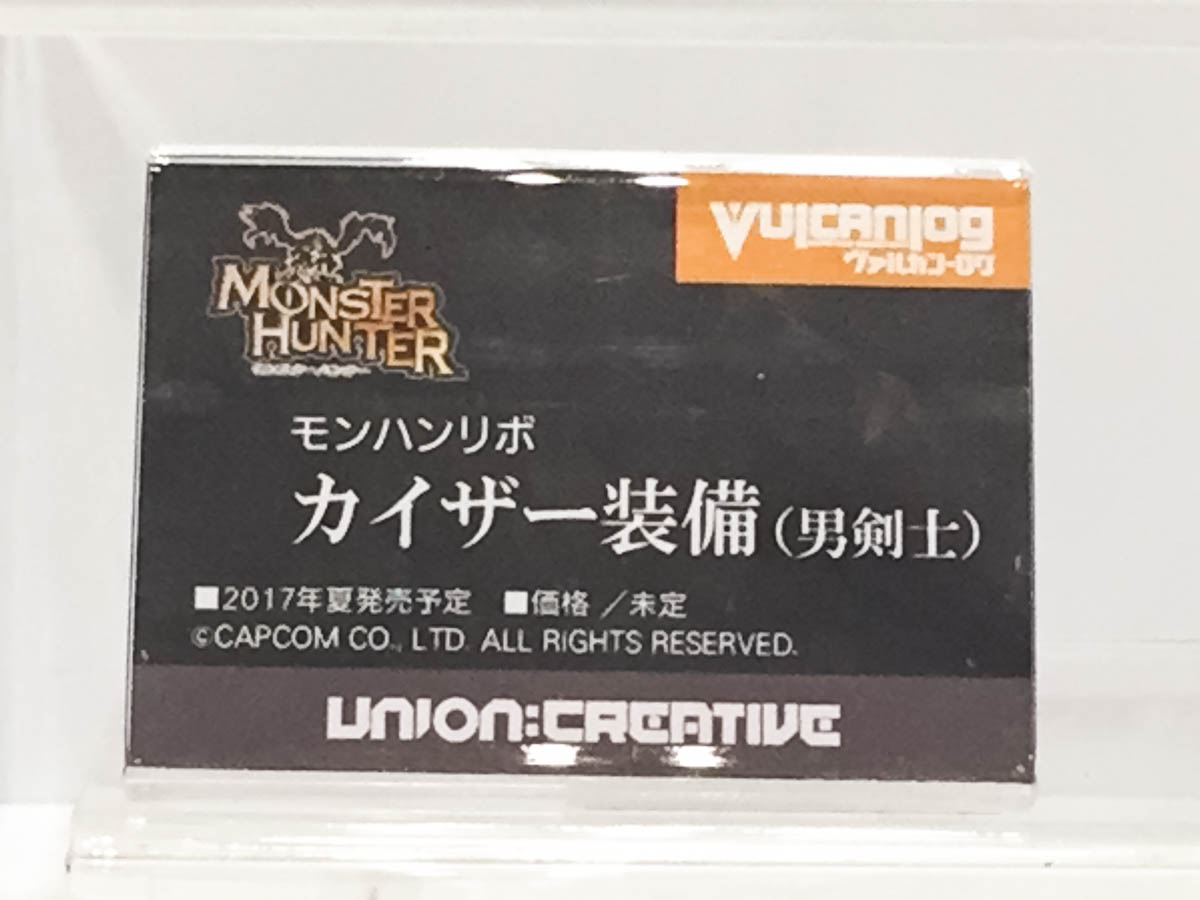 MONSTER
HUNTER
Vulcanlog
ヴァルカンーログ
モンハンリボ
カイザー装備(男剣士)
■2017年夏発売予定 ■価格／未定
©CAPCOM CO., LTD. ALL RIGHTS RESERVED.
UNION:CREATIVE